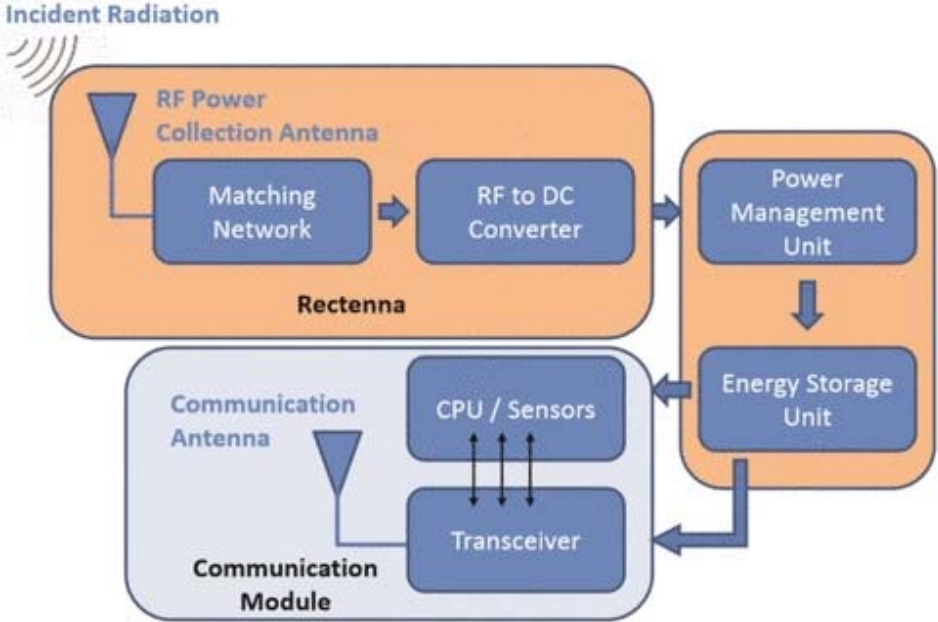 Incident Radiation
RF Power
Collection Antenna
Matching
Network
RF to DC
Converter
Rectenna
Power
Management
Unit
Energy Storage
Unit
CPU / Sensors
Communication
Antenna
Transceiver
Communication
Module